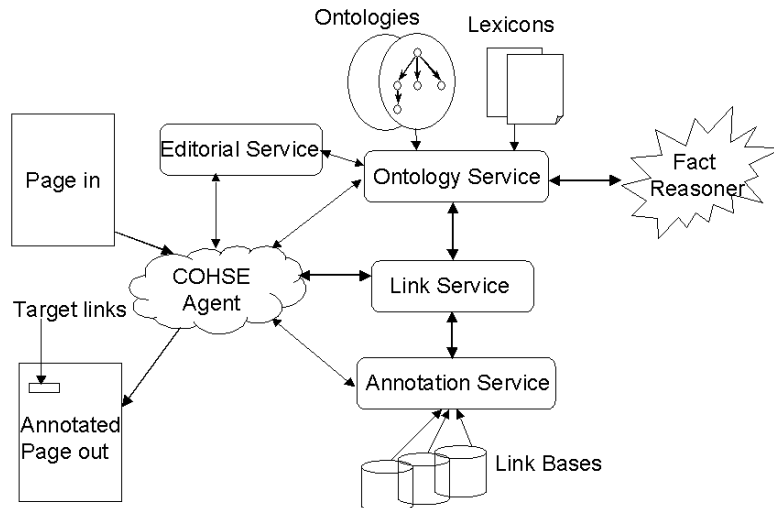 Ontologies
Lexicons
Editorial Service
Page in
Ontology Service
Fact
Reasoner
COHSE
Agent
Link Service
Target links
Annotation Service
Annotated
Page out
Link Bases